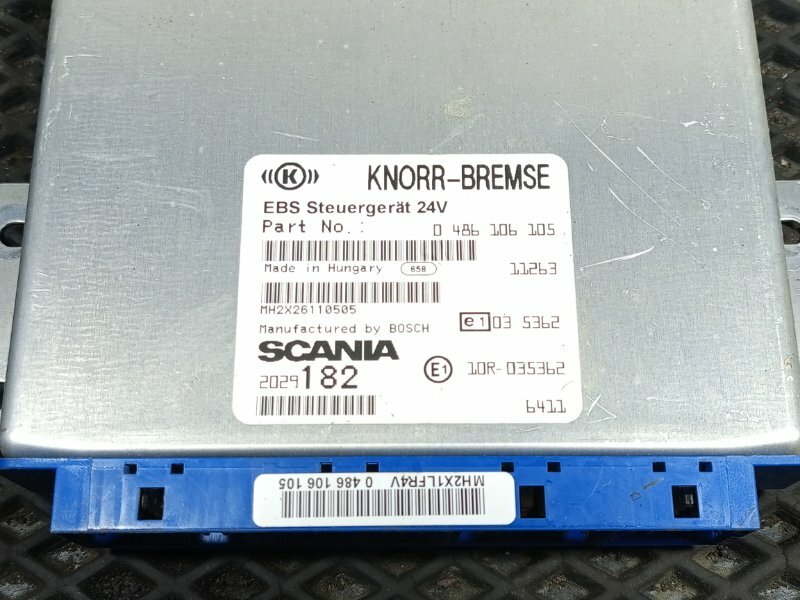 ((K)) KNORR-BREMSE
EBS Steuergerät 24V
Part No.: 0 486 106 105
Made in Hungary 658 11263
MH2X26110505
Manufactured by BOSCH e1 03 5362
SCANIA
2029182 E1 10R-035362
6411
MH2X1LFR4V 0 486 106 105